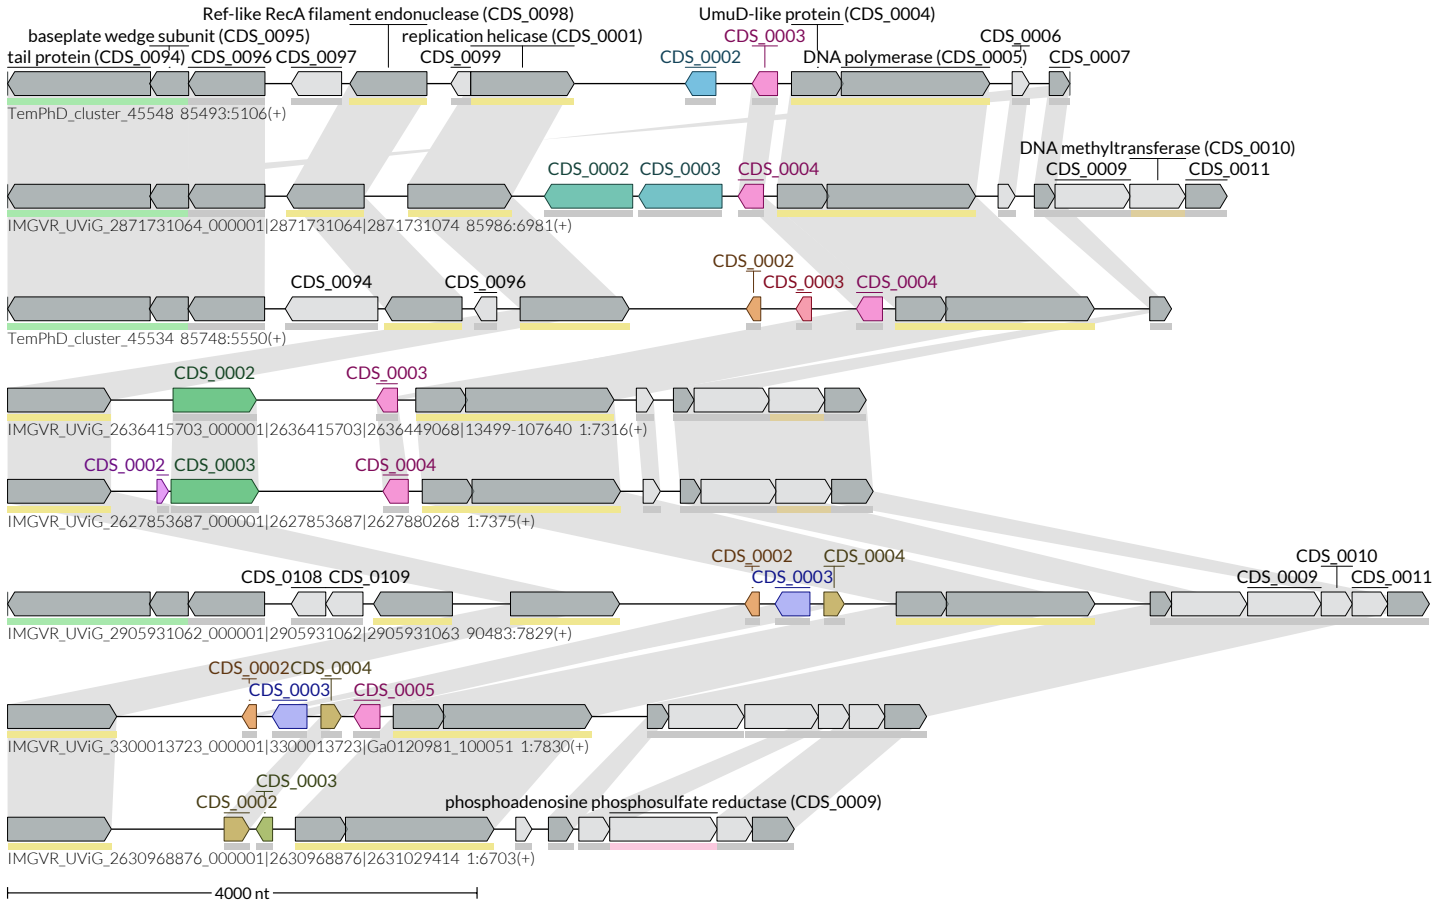 Ref-like RecA filament endonuclease (CDS_0098) UmuD-like protein (CDS_0004)
baseplate wedge subunit (CDS_0095) replication helicase (CDS_0001) CDS_0003 CDS_0006
tail protein (CDS_0094) CDS_0096 CDS_0097 CDS_0099 CDS_0002 DNA polymerase (CDS_0005) CDS_0007
TemPhD_cluster_45548 85493:5106(+)
DNA methyltransferase (CDS_0010)
CDS_0002 CDS_0003 CDS_0004 CDS_0009 CDS_0011
IMGVR_UViG_2871731064_000001|2871731064|2871731074 85986:6981(+)
CDS_0002
CDS_0094 CDS_0096 CDS_0003 CDS_0004
TemPhD_cluster_45534 85748:5550(+)
CDS_0002 CDS_0003
IMGVR_UViG_2636415703_000001|2636415703|2636449068|13499-107640 1:7316(+)
CDS_0002 CDS_0003 CDS_0004
IMGVR_UViG_2627853687_000001|2627853687|2627880268 1:7375(+)
CDS_0002 CDS_0004 CDS_0010
CDS_0108 CDS_0109 CDS_0003 CDS_0009 CDS_0011
IMGVR_UViG_2905931062_000001|2905931062|2905931063 90483:7829(+)
CDS_0002 CDS_0004
CDS_0003 CDS_0005
IMGVR_UViG_3300013723_000001|3300013723|Ga0120981_100051 1:7830(+)
CDS_0003
CDS_0002 phosphoadenosine phosphosulfate reductase (CDS_0009)
IMGVR_UViG_2630968876_000001|2630968876|2631029414 1:6703(+)
4000 nt